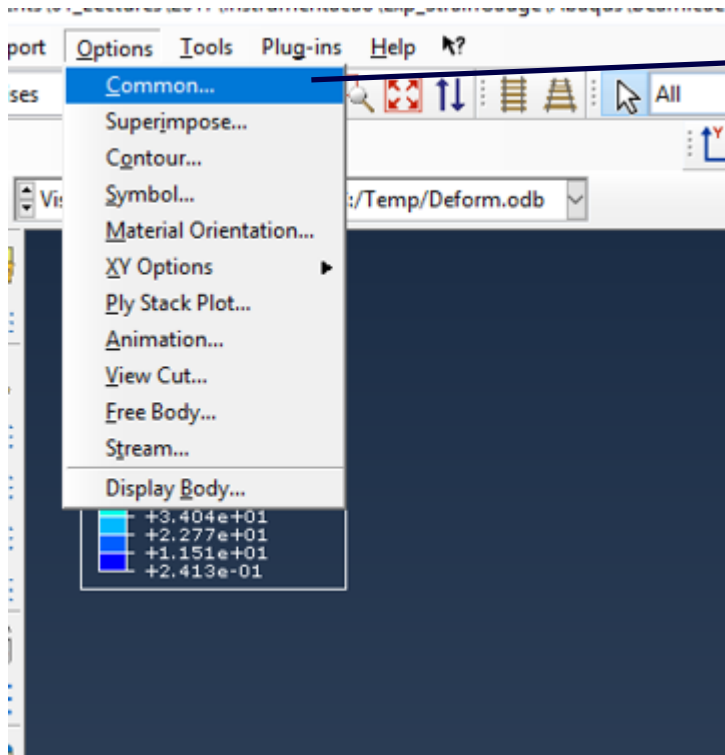 port Options Tools Plug-ins Help
Common...
All
Superimpose...
Contour...
Symbol...
:/Temp/Deform.odb
Material Orientation...
XY Options
Ply Stack Plot...
Animation...
View Cut...
Free Body...
Stream...
Display Body...
+3.404e+01
+2.277e+01
+1.151e+01
+2.413e-01